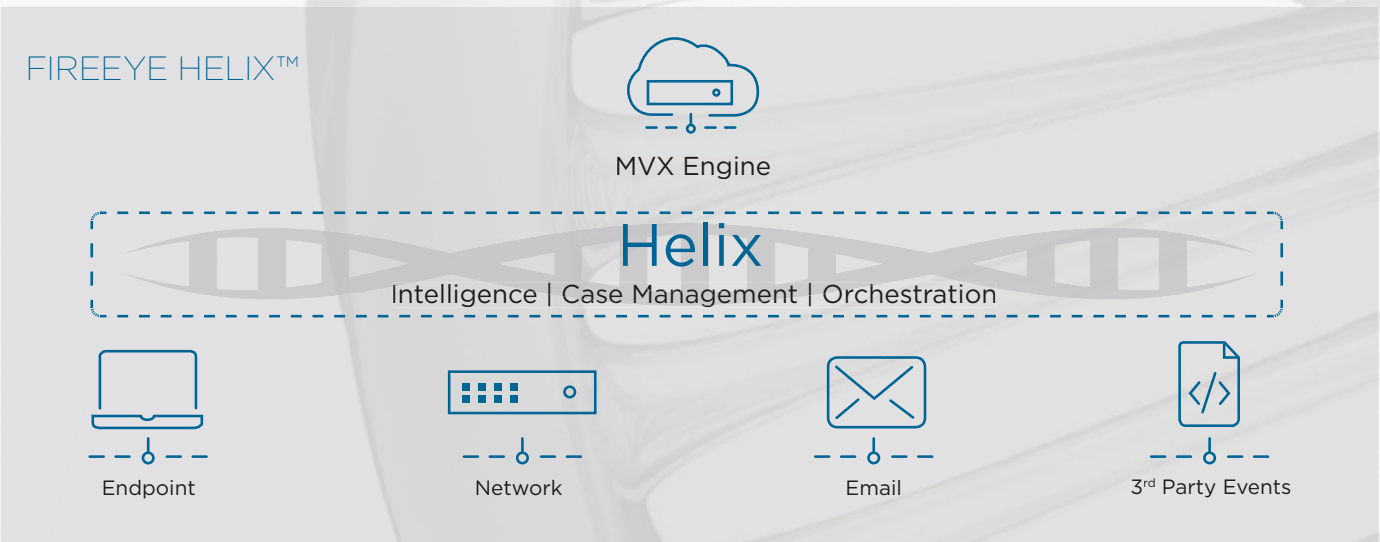 FIREEYE HELIX™
MVX Engine
Helix
Intelligence | Case Management | Orchestration
Endpoint
Network
Email
3rd Party Events